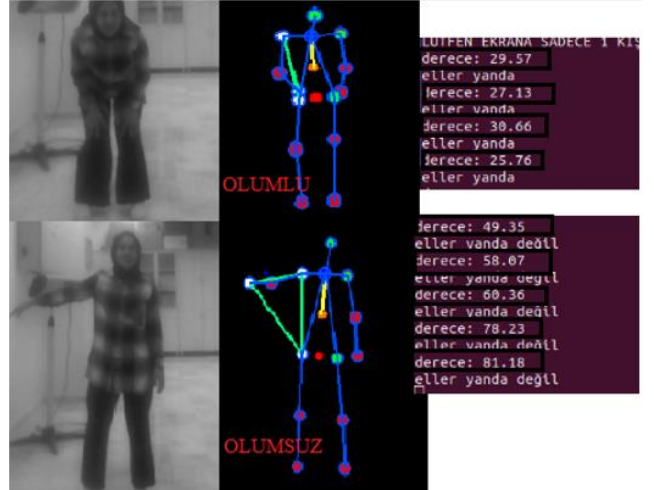 LÜTFEN EKRANA SADECE 1 KİŞ
derece: 29.57
eller yanda
derece: 27.13
eller yanda
derece: 30.66
eller yanda
derece: 25.76
eller yanda
OLUMLU
derece: 49.35
eller yanda değil
derece: 58.07
eller yanda değil
derece: 60.36
eller yanda değil
derece: 78.23
eller yanda değil
derece: 81.18
eller yanda değil
OLUMSUZ